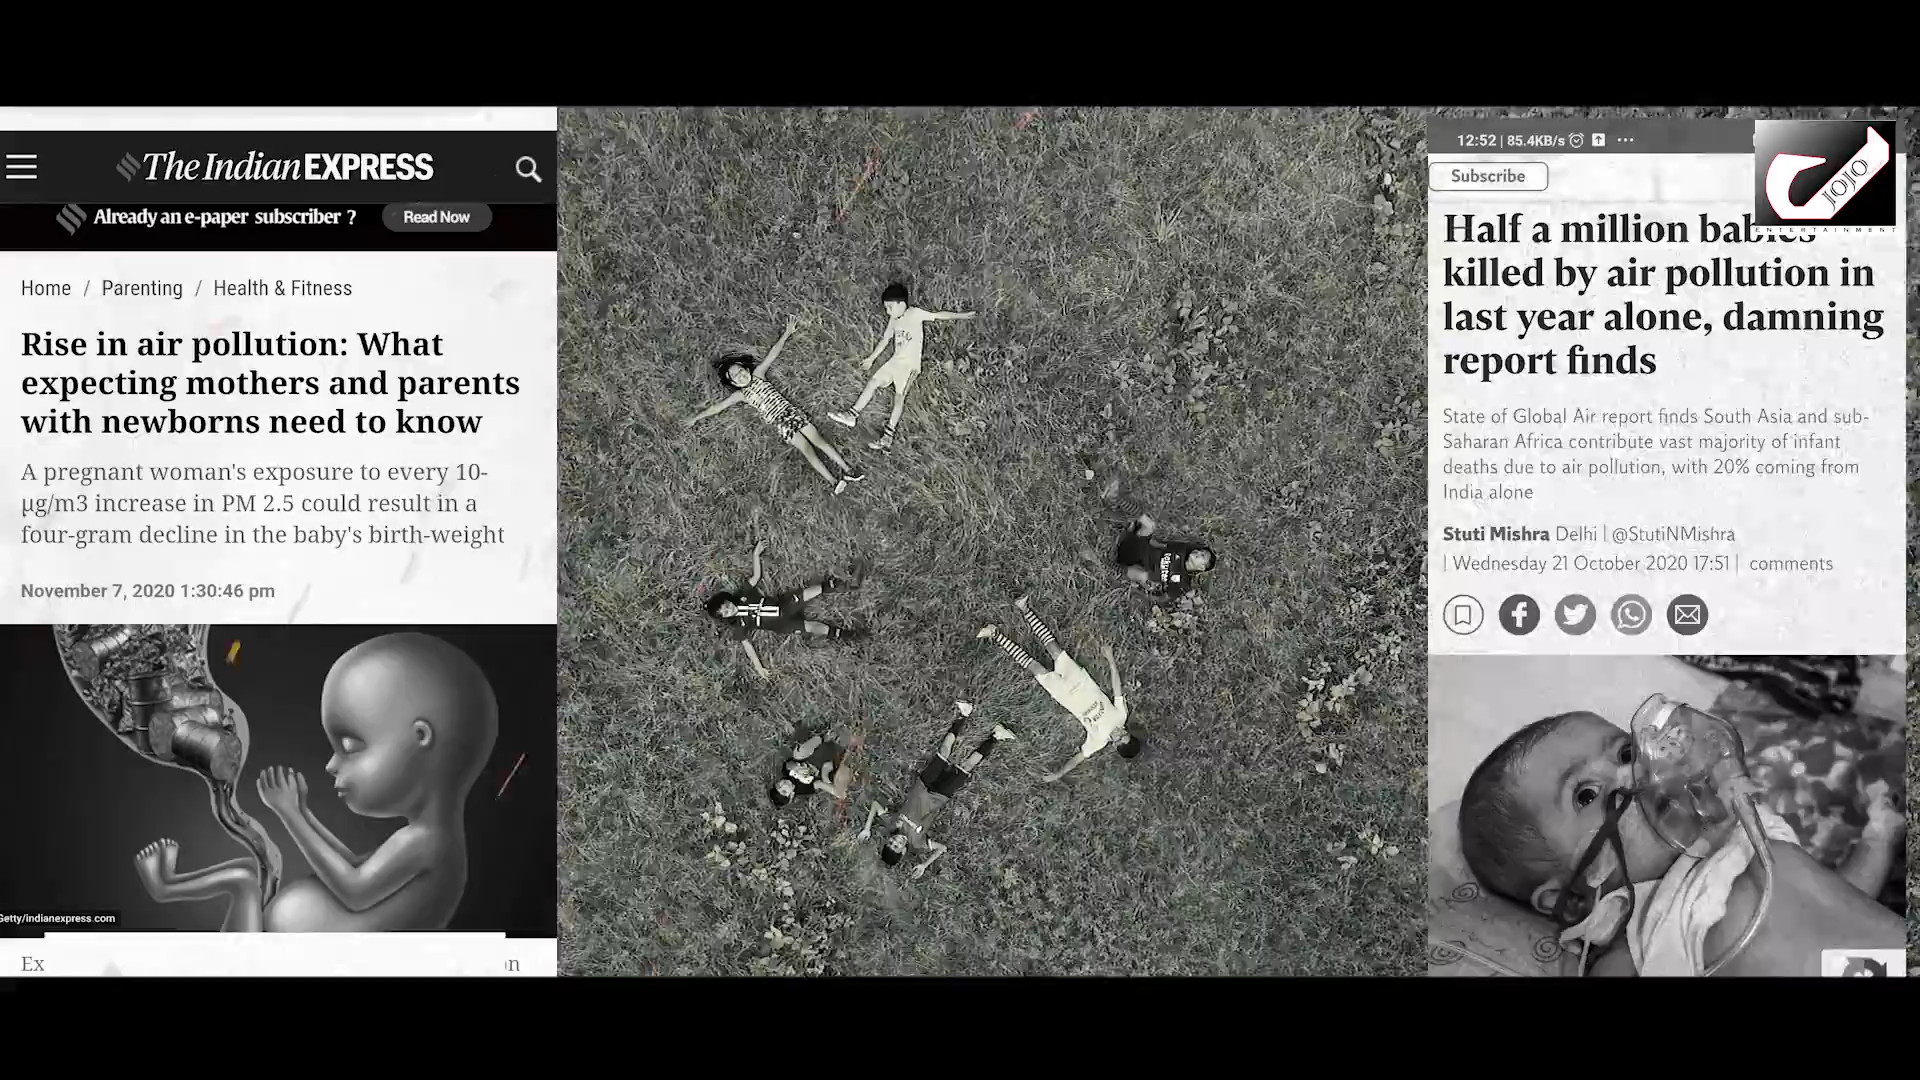 The Indian EXPRESS
Already an e-paper subscriber ?
Read Now
Home / Parenting / Health & Fitness
Rise in air pollution: What
expecting mothers and parents
with newborns need to know
A pregnant woman's exposure to every 10-
µg/m3 increase in PM 2.5 could result in a
four-gram decline in the baby's birth-weight
November 7, 2020 1:30:46 pm
Getty/indianexpress.com
Ex
12:52 | 85.4KB/s
Subscribe
JOJO
ENTERTAINMENT
Half a million babies
killed by air pollution in
last year alone, damning
report finds
State of Global Air report finds South Asia and sub-
Saharan Africa contribute vast majority of infant
deaths due to air pollution, with 20% coming from
India alone
Stuti Mishra Delhi | @StutiNMishra
| Wednesday 21 October 2020 17:51 | comments